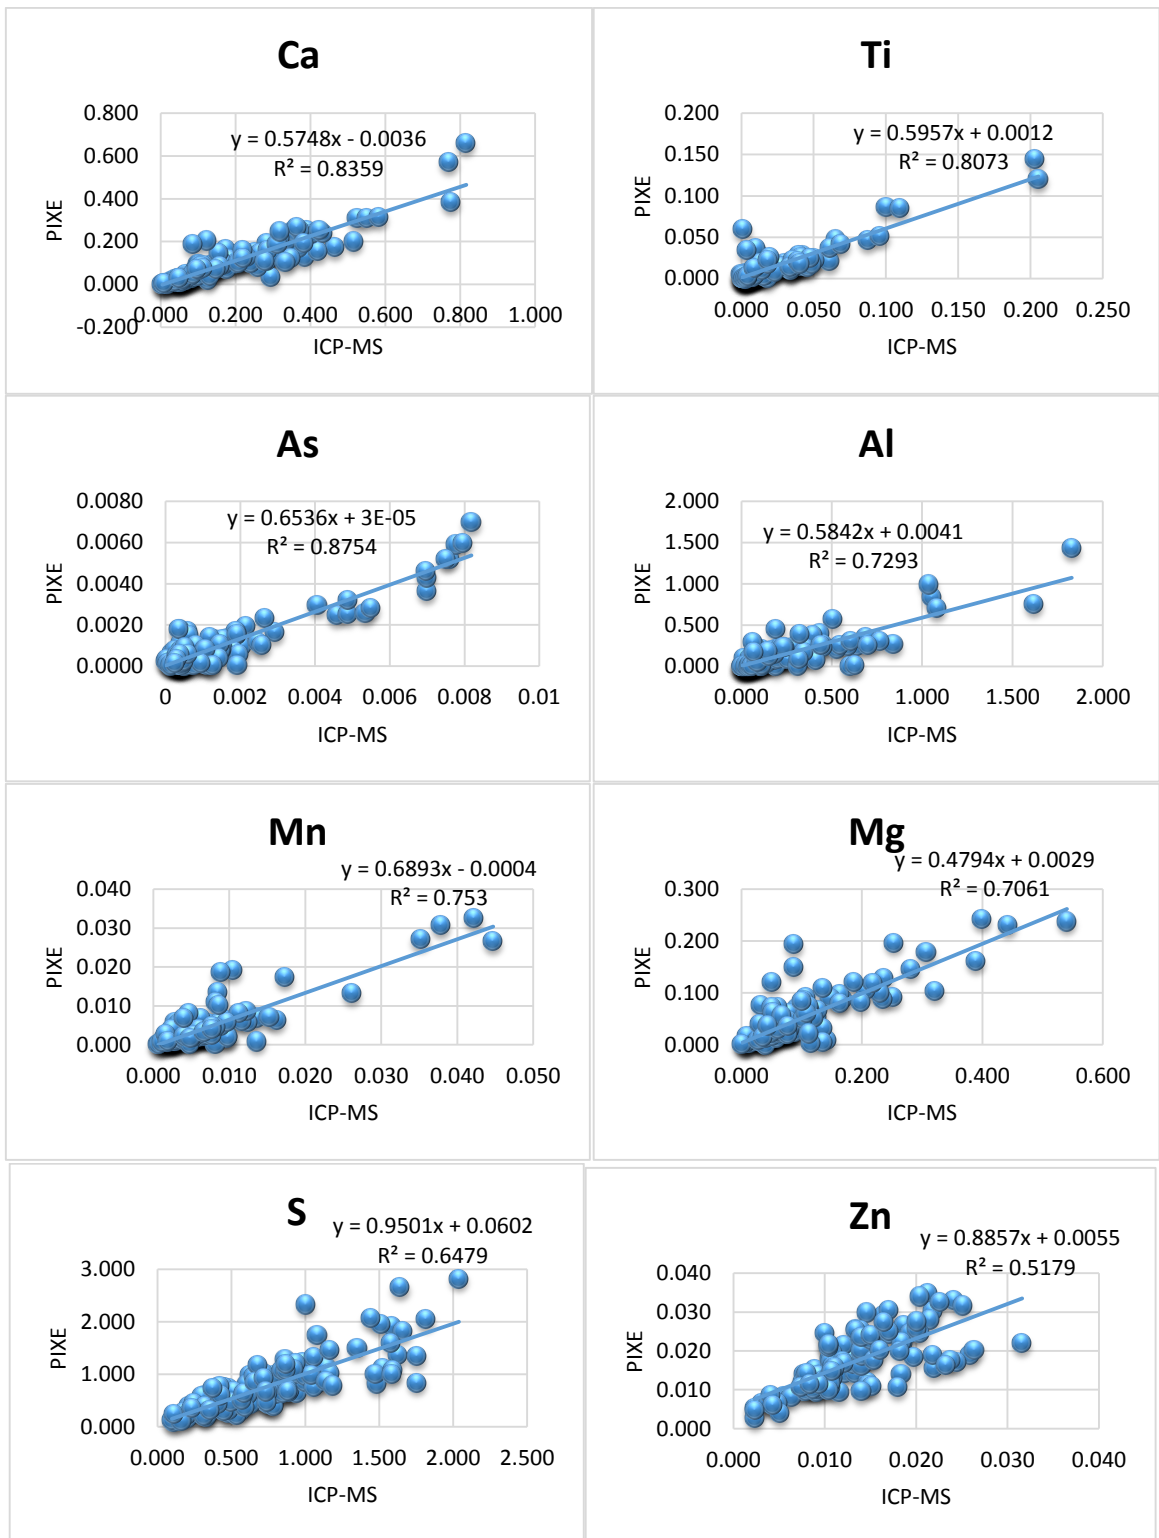 Ca
0.800
0.600
0.400
0.200
0.000
-0.200
y = 0.5748x - 0.0036
R² = 0.8359
PIXE
0.000 0.200 0.400 0.600 0.800 1.000
ICP-MS
Ti
0.200
0.150
0.100
0.050
0.000
y = 0.5957x + 0.0012
R² = 0.8073
PIXE
0.000 0.050 0.100 0.150 0.200 0.250
ICP-MS
As
0.0080
0.0060
0.0040
0.0020
0.0000
y = 0.6536x + 3E-05
R² = 0.8754
PIXE
0 0.002 0.004 0.006 0.008 0.01
ICP-MS
Al
2.000
1.500
1.000
0.500
0.000
y = 0.5842x + 0.0041
R² = 0.7293
PIXE
0.000 0.500 1.000 1.500 2.000
ICP-MS
Mn
y = 0.6893x - 0.0004
R² = 0.753
0.040
0.030
0.020
0.010
0.000
PIXE
0.000 0.010 0.020 0.030 0.040 0.050
ICP-MS
Mg
y = 0.4794x + 0.0029
R² = 0.7061
0.300
0.200
0.100
0.000
PIXE
0.000 0.200 0.400 0.600
ICP-MS
S
y = 0.9501x + 0.0602
R² = 0.6479
3.000
2.000
1.000
0.000
PIXE
0.000 0.500 1.000 1.500 2.000 2.500
ICP-MS
Zn
y = 0.8857x + 0.0055
R² = 0.5179
0.040
0.030
0.020
0.010
0.000
PIXE
0.000 0.010 0.020 0.030 0.040
ICP-MS